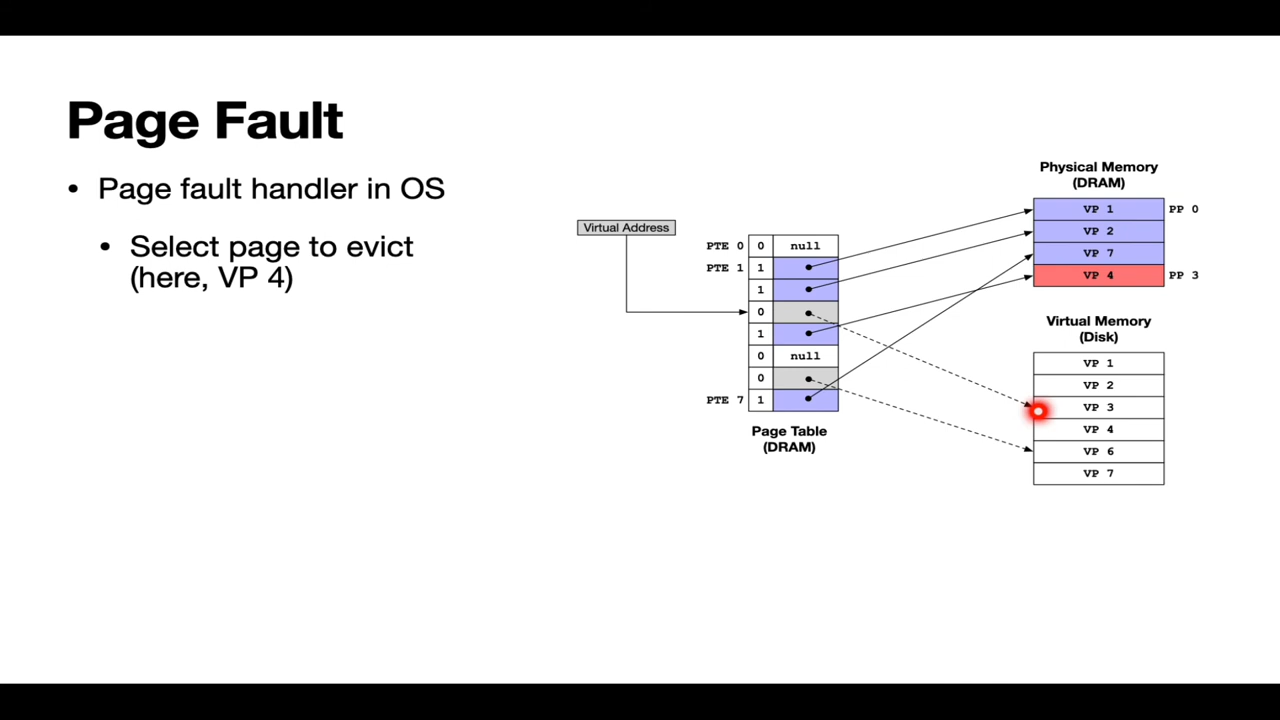 Page Fault
• Page fault handler in OS
• Select page to evict
(here, VP 4)
Virtual Address
PTE 0 0 null
PTE 1 1
1
0
1
0 null
0
PTE 7 1
Page Table
(DRAM)
Physical Memory
(DRAM)
VP 1 PP 0
VP 2
VP 7
VP 4 PP 3
Virtual Memory
(Disk)
VP 1
VP 2
VP 3
VP 4
VP 6
VP 7